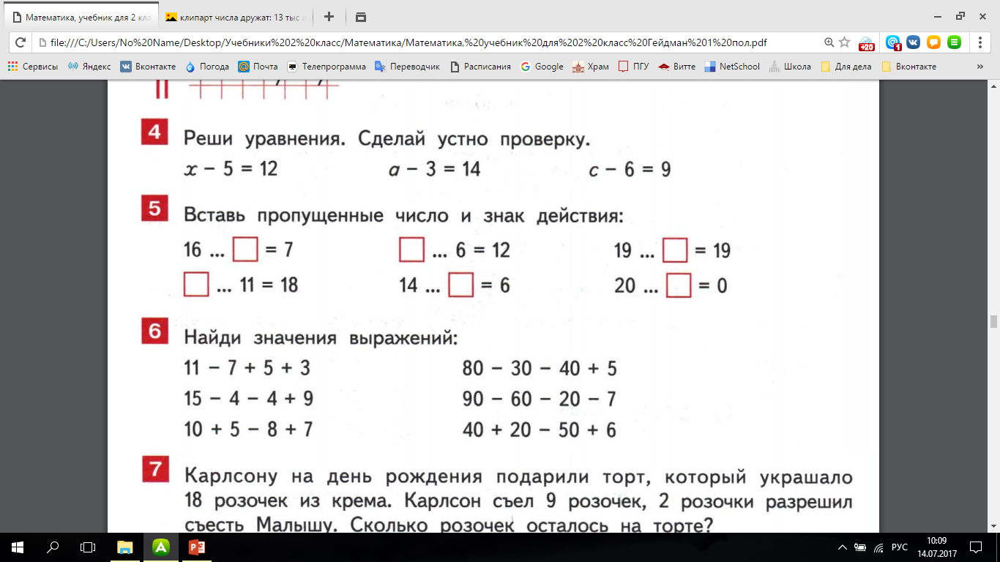 Математика, учебник для 2 кла
клипарт числа дружат: 13 тыс и
file:///C:/Users/No%20Name/Desktop/Учебники%202%20класс/Математика/Математика,%20учебник%20для%202%20класс%20Гейдман%201%20пол.pdf
+20 1
Сервисы Яндекс Вконтакте Погода Почта Телепрограмма Переводчик Расписания Google Храм ПГУ Витте NetSchool Школа Для дела Вконтакте »
4 Реши уравнения. Сделай устно проверку.
x − 5 = 12 a − 3 = 14 c − 6 = 9
5 Вставь пропущенные число и знак действия:
16 ... □ = 7 □ ... 6 = 12 19 ... □ = 19
□ ... 11 = 18 14 ... □ = 6 20 ... □ = 0
6 Найди значения выражений:
11 − 7 + 5 + 3 80 − 30 − 40 + 5
15 − 4 − 4 + 9 90 − 60 − 20 − 7
10 + 5 − 8 + 7 40 + 20 − 50 + 6
7 Карлсону на день рождения подарили торт, который украшало
18 розочек из крема. Карлсон съел 9 розочек, 2 розочки разрешил
съесть Малышу. Сколько розочек осталось на торте?
РУС 10:09
14.07.2017